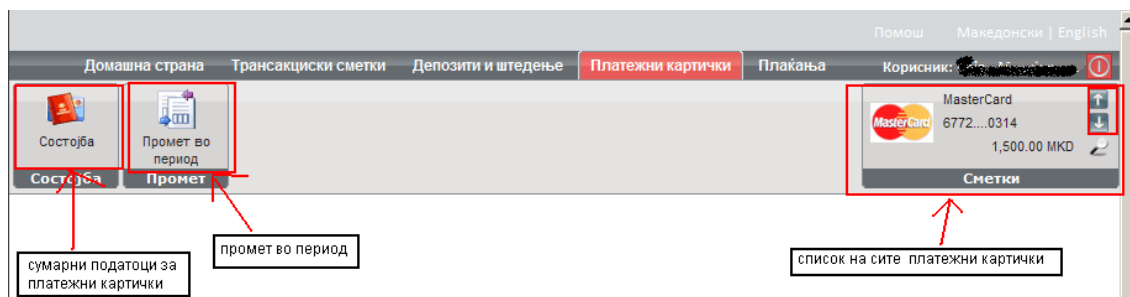 Помош Македонски | English
Домашна страна Трансакциски сметки Депозити и штедење Платежни картички Плаќања Корисник:
MasterCard
MasterCard
6772....0314
1,500.00 MKD
Состојба
Промет во
период
Состојба Промет Сметки
промет во период
список на сите платежни картички
сумарни податоци за
платежни картички